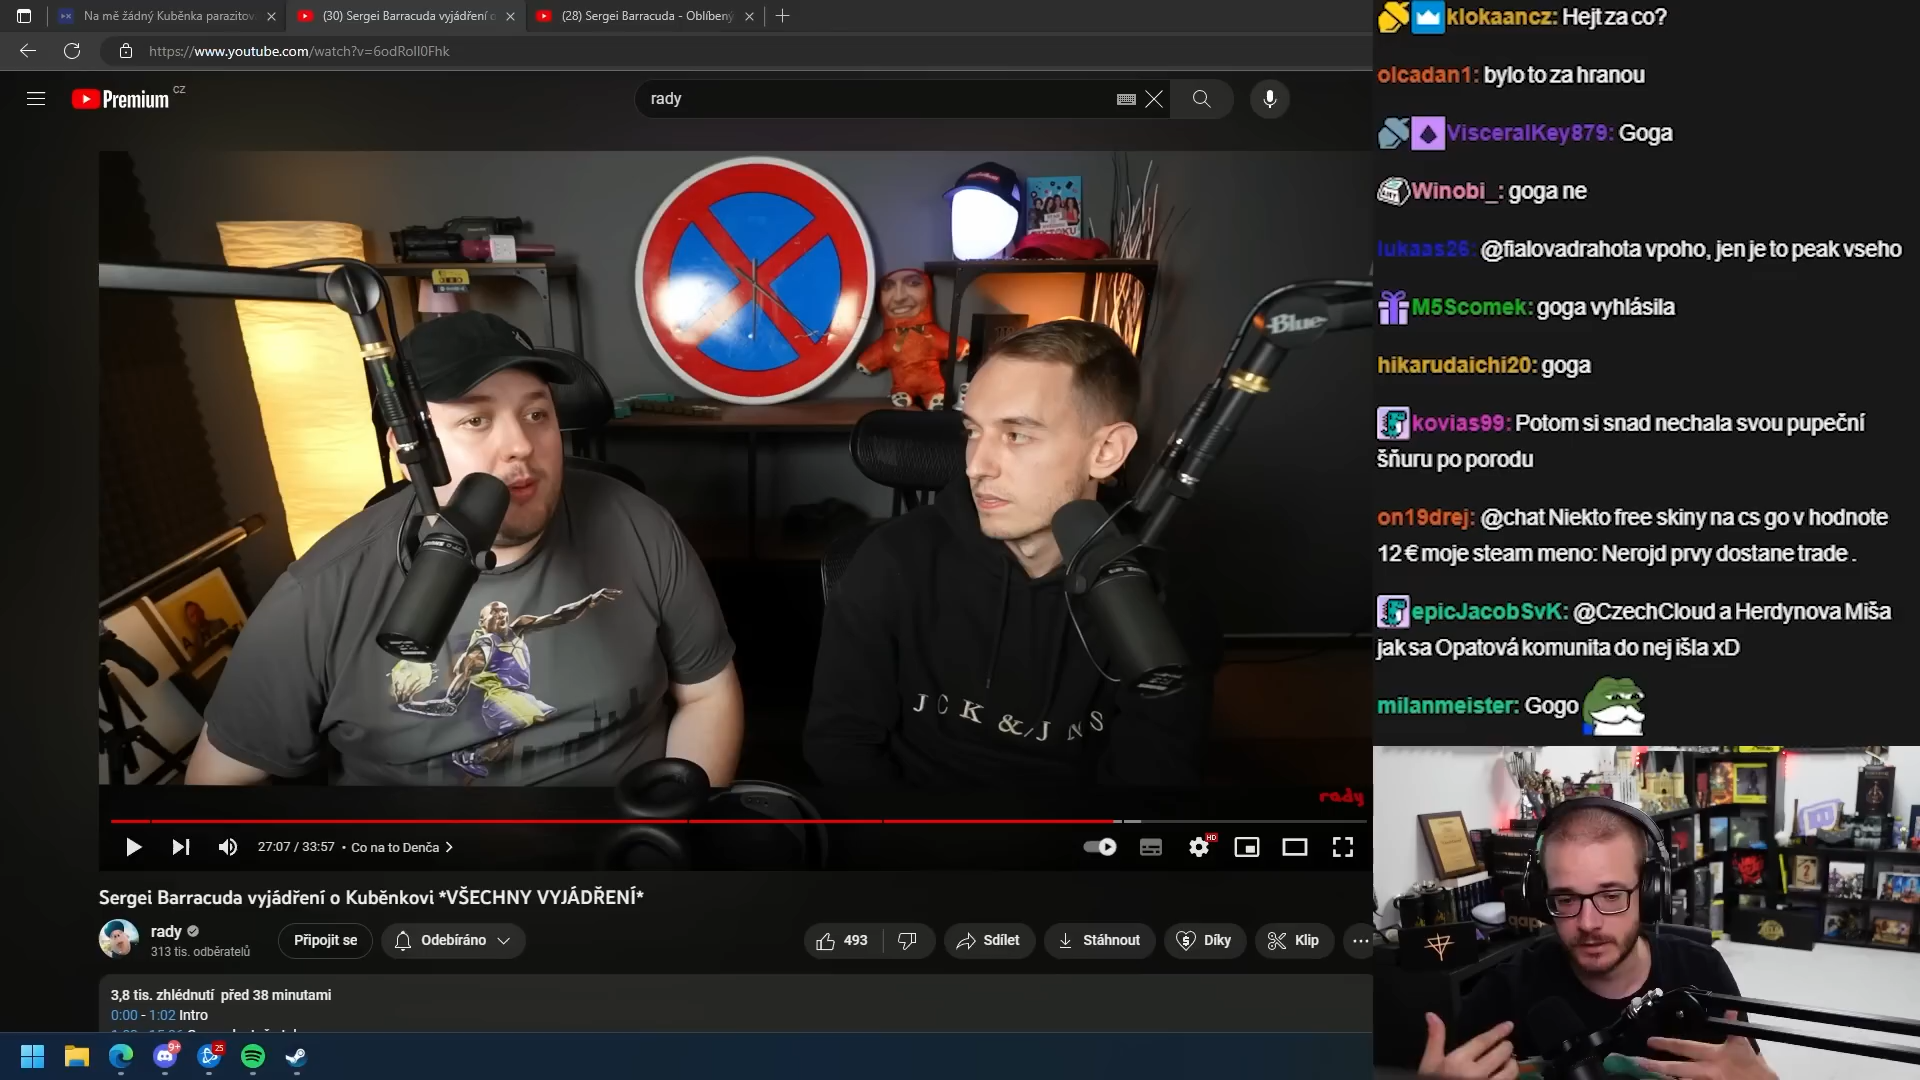 Na mě žádný Kuběnka parazitova
(30) Sergei Barracuda vyjádření o
(28) Sergei Barracuda - Oblíbený
https://www.youtube.com/watch?v=6odRoll0Fhk
Premium CZ
rady
Blue
J C K & J N S
rady
27:07 / 33:57 • Co na to Denča
HD
Sergei Barracuda vyjádření o Kuběnkovi *VŠECHNY VYJÁDŘENÍ*
rady
313 tis. odběratelů
Připojit se
Odebíráno
493
Sdílet
Stáhnout
Díky
Klip
3,8 tis. zhlédnutí před 38 minutami
0:00 - 1:02 Intro
9+
25
klokaancz: Hejt za co?
olcadan1: bylo to za hranou
VisceralKey879: Goga
Winobi_: goga ne
lukaas26: @fialovadrahota vpoho, jen je to peak vseho
M5Scomek: goga vyhlásila
hikarudaichi20: goga
kovias99: Potom si snad nechala svou pupeční
šňuru po porodu
on19drej: @chat Niekto free skiny na cs go v hodnote
12 € moje steam meno: Nerojd prvy dostane trade .
epicJacobSvK: @CzechCloud a Herdynova Miša
jak sa Opatová komunita do nej išla xD
milanmeister: Gogo